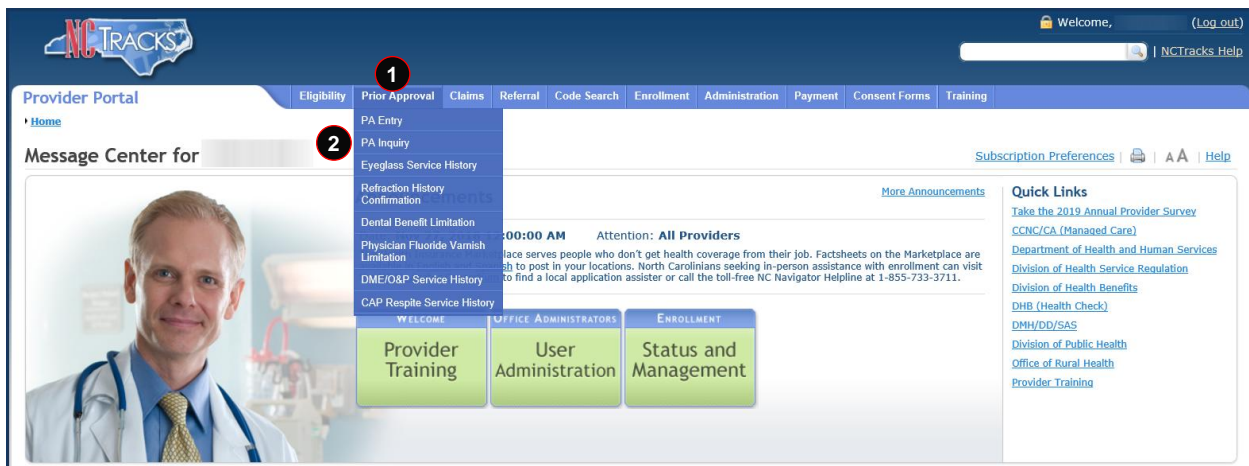 NCTRACKS
Welcome, (Log out)
| NCTracks Help
1
Provider Portal
Eligibility Prior Approval Claims Referral Code Search Enrollment Administration Payment Consent Forms Training
Home
PA Entry
2
PA Inquiry
Message Center for
Subscription Preferences | | A A | Help
Eyeglass Service History
Refraction History
Confirmation
More Announcements
Dental Benefit Limitation
:00:00 AM Attention: All Providers
Physician Fluoride Varnish
Limitation
place serves people who don't get health coverage from their job. Factsheets on the Marketplace are
to post in your locations. North Carolinians seeking in-person assistance with enrollment can visit
DME/O&P Service History
to find a local application assister or call the toll-free NC Navigator Helpline at 1-855-733-3711.
CAP Respite Service History
WELCOME
Provider
Training
OFFICE ADMINISTRATORS
User
Administration
ENROLLMENT
Status and
Management
Quick Links
Take the 2019 Annual Provider Survey
CCNC/CA (Managed Care)
Department of Health and Human Services
Division of Health Service Regulation
Division of Health Benefits
DHB (Health Check)
DMH/DD/SAS
Division of Public Health
Office of Rural Health
Provider Training